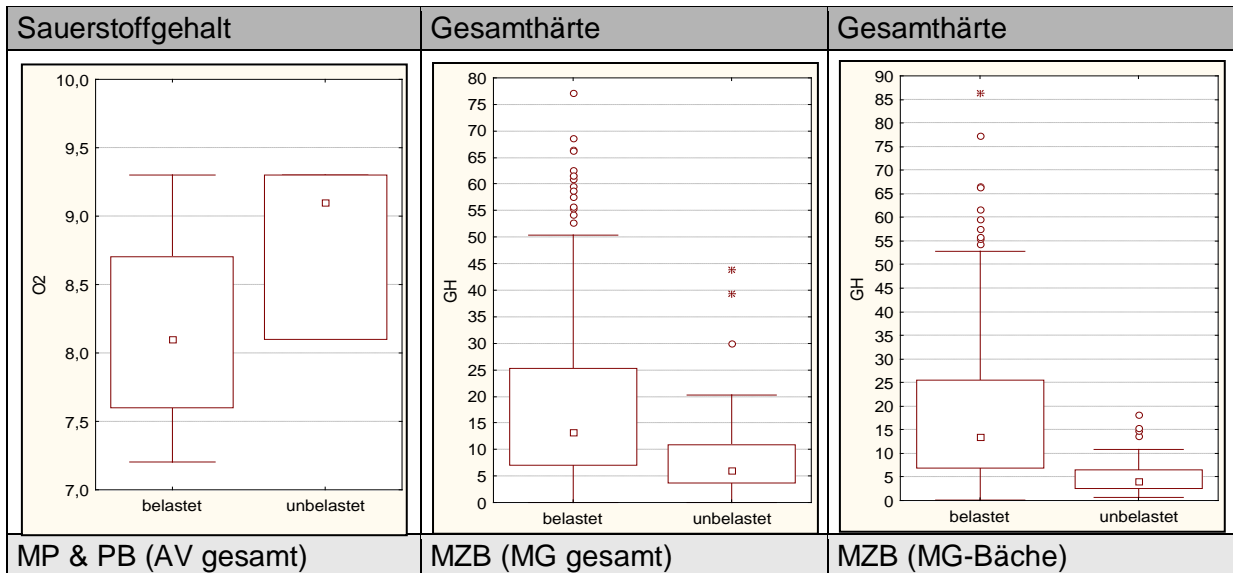 Sauerstoffgehalt
Gesamthärte
Gesamthärte
10,0
9,5
9,0
8,5
8,0
7,5
7,0
O2
belastet
unbelastet
80
75
70
65
60
55
50
45
40
35
30
25
20
15
10
5
0
GH
belastet
unbelastet
90
85
80
75
70
65
60
55
50
45
40
35
30
25
20
15
10
5
0
GH
belastet
unbelastet
MP & PB (AV gesamt)
MZB (MG gesamt)
MZB (MG-Bäche)